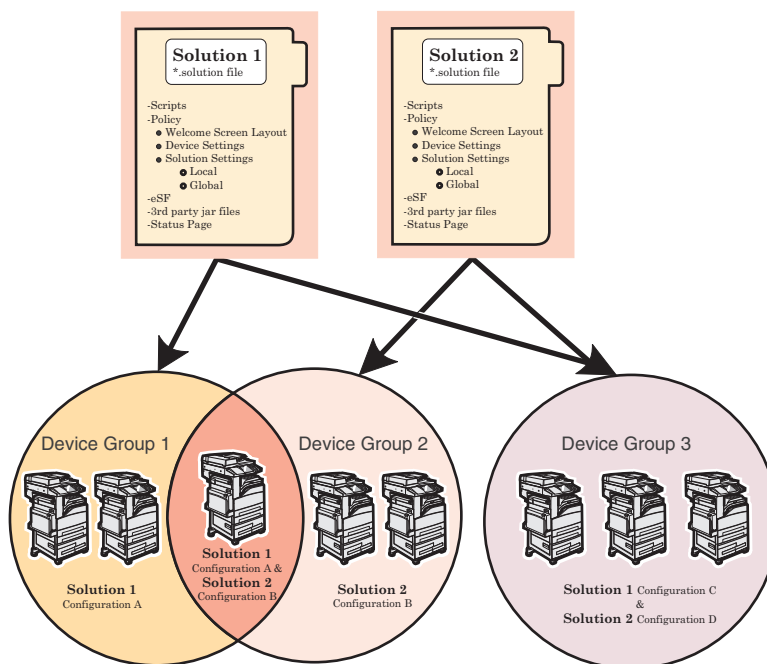 Solution 1
*.solution file
-Scripts
-Policy
• Welcome Screen Layout
• Device Settings
• Solution Settings
• Local
• Global
-eSF
-3rd party jar files
-Status Page
Solution 2
*.solution file
-Scripts
-Policy
• Welcome Screen Layout
• Device Settings
• Solution Settings
• Local
• Global
-eSF
-3rd party jar files
-Status Page
Device Group 1
Solution 1
Configuration A
Solution 1
Configuration A &
Solution 2
Configuration B
Device Group 2
Solution 2
Configuration B
Device Group 3
Solution 1 Configuration C
&
Solution 2 Configuration D